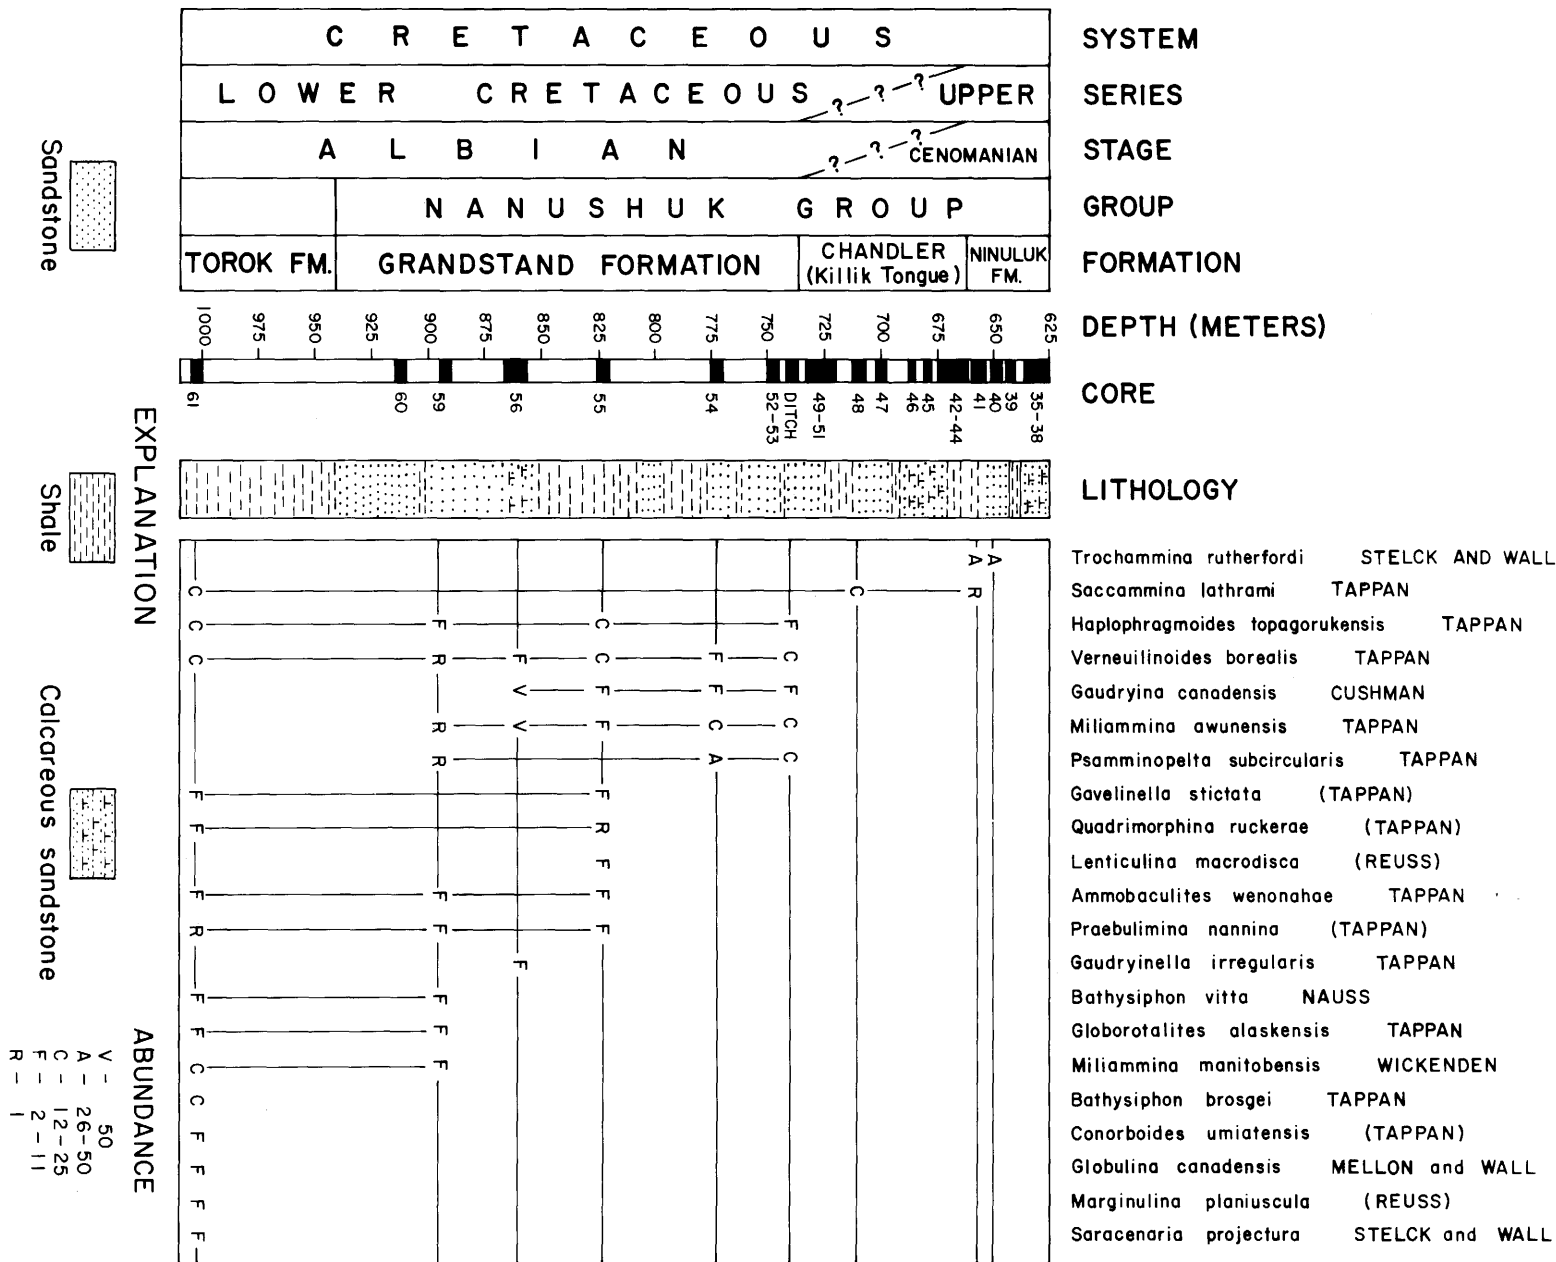 CRETACEOUS SYSTEM
LOWER CRETACEOUS ? ? ? UPPER SERIES
ALBIAN ? ? ? CENOMANIAN STAGE
NANUSHUK GROUP GROUP
TOROK FM. GRANDSTAND FORMATION CHANDLER (Killik Tongue) NINULUK FM. FORMATION
1000 975 950 925 900 875 850 825 800 775 750 725 700 675 650 625 DEPTH (METERS)
61 60 59 56 55 54 52-53 DITCH 49-51 48 47 46 45 42-44 41 40 39 35-38 CORE
LITHOLOGY
A A Trochammina rutherfordi STELCK AND WALL
C C R Saccammina lathrami TAPPAN
C F C F Haplophragmoides topagorukensis TAPPAN
C R F C F C Verneuilinoides borealis TAPPAN
V F F F Gaudryina canadensis CUSHMAN
R V F C C Miliammina awunensis TAPPAN
R A C Psamminopelta subcircularis TAPPAN
F F Gavelinella stictata (TAPPAN)
F R Quadrimorphina ruckerae (TAPPAN)
F Lenticulina macrodisca (REUSS)
F F F Ammobaculites wenonahae TAPPAN
R F F Praebulimina nannina (TAPPAN)
F Gaudryinella irregularis TAPPAN
F F Bathysiphon vitta NAUSS
F F Globorotalites alaskensis TAPPAN
C F Miliammina manitobensis WICKENDEN
C Bathysiphon brosgei TAPPAN
F Conorboides umiatensis (TAPPAN)
F Globulina canadensis MELLON and WALL
F Marginulina planiuscula (REUSS)
F Saracenaria projectura STELCK and WALL
EXPLANATION
Sandstone
Shale
Calcareous sandstone
ABUNDANCE
V - 50
A - 26-50
C - 12-25
F - 2-11
R - 1